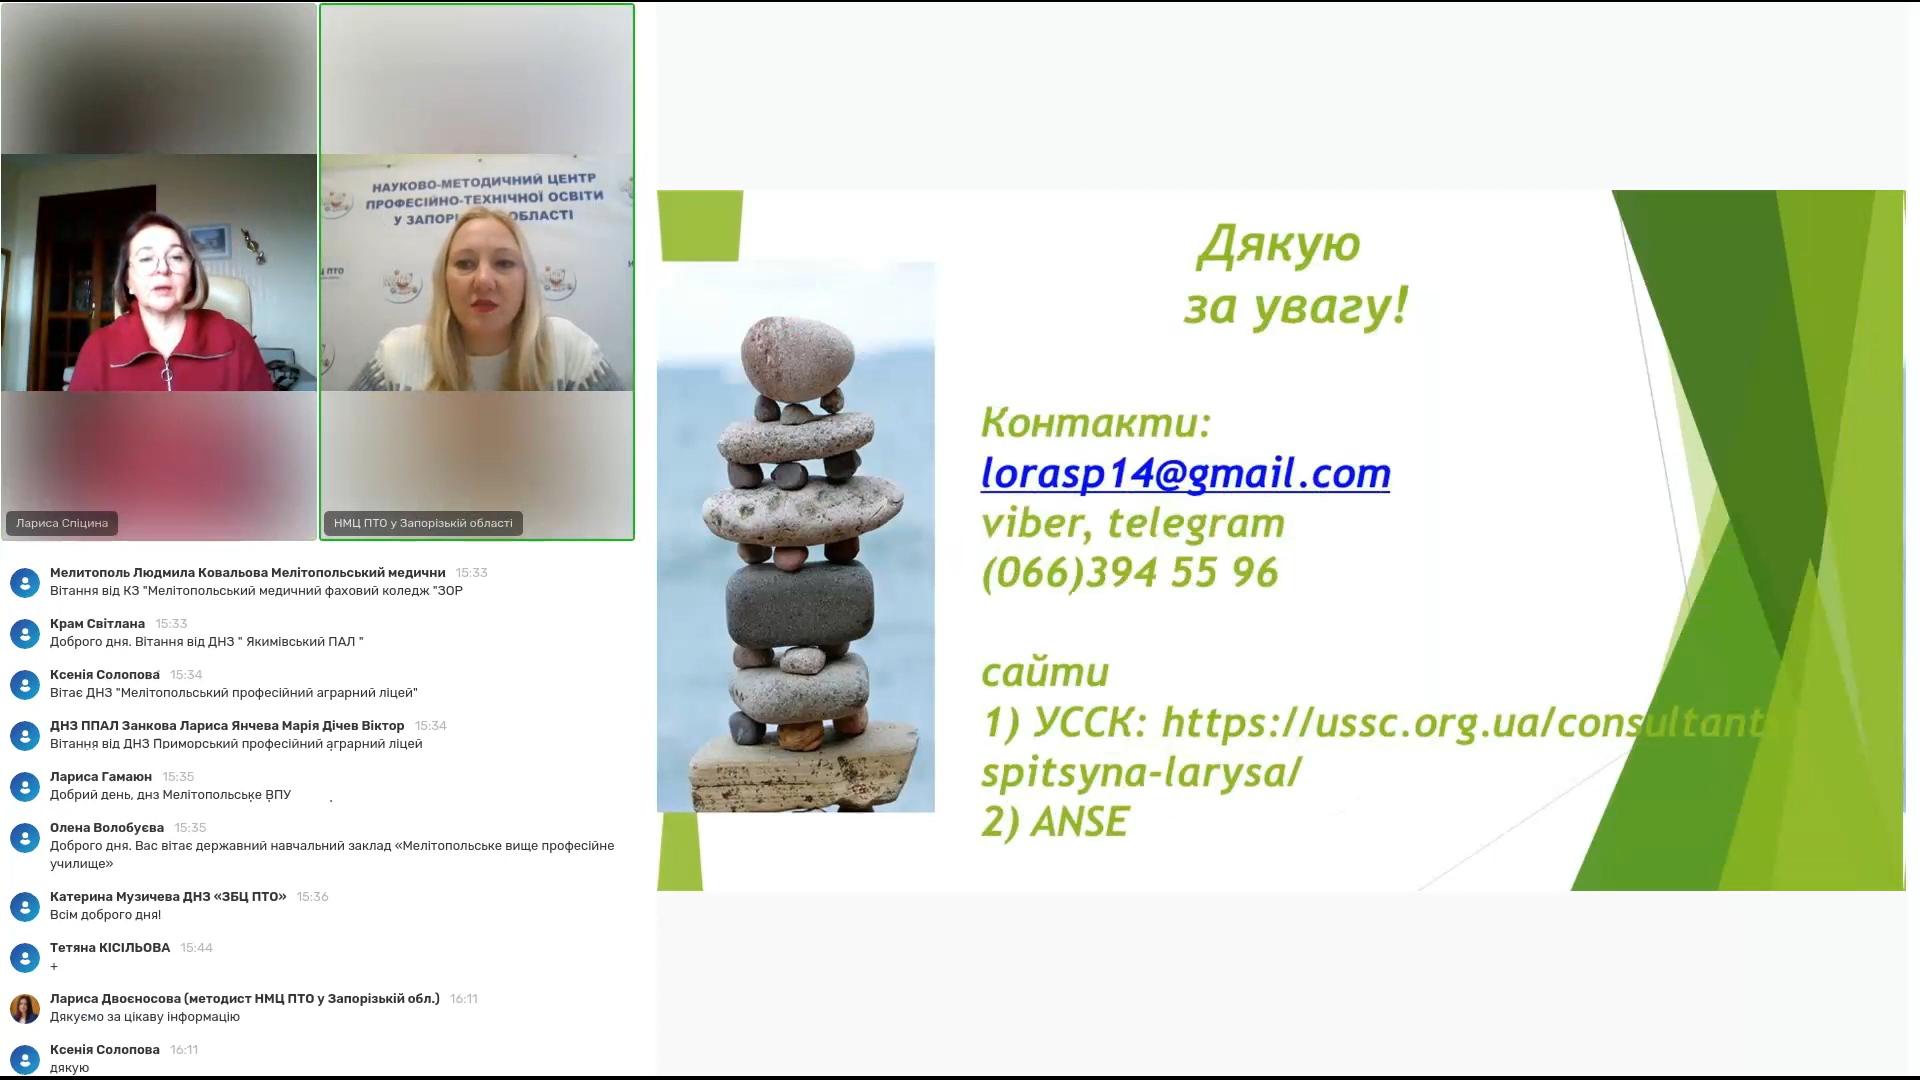 НАУКОВО-МЕТОДИЧНИЙ ЦЕНТР
ПРОФЕСІЙНО-ТЕХНІЧНОЇ ОСВІТИ
У ЗАПОРІ ОБЛАСТІ
Лариса Спіцина
НМЦ ПТО у Запорізькій області
Мелитополь Людмила Ковальова Мелітопольський медични 15:33
Вітання від КЗ "Мелітопольський медичний фаховий коледж "ЗОР
Крам Світлана 15:33
Доброго дня. Вітання від ДНЗ " Якимівський ПАЛ "
Ксенія Солопова 15:34
Вітає ДНЗ "Мелітопольський професійний аграрний ліцей"
ДНЗ ППАЛ Занкова Лариса Янчева Марія Дічев Віктор 15:34
Вітання від ДНЗ Приморський професійний аграрний ліцей
Лариса Гамаюн 15:35
Добрий день, днз Мелітопольське ВПУ
Олена Волобуєва 15:35
Доброго дня. Вас вітає державний навчальний заклад «Мелітопольське вище професійне
училище»
Катерина Музичева ДНЗ «ЗБЦ ПТО» 15:36
Всім доброго дня!
Тетяна КІСІЛЬОВА 15:44
+
Лариса Двоєносова (методист НМЦ ПТО у Запорізькій обл.) 16:11
Дякуємо за цікаву інформацію
Ксенія Солопова 16:11
дякую
Дякую
за увагу!
Контакти:
lorasp14@gmail.com
viber, telegram
(066)394 55 96
сайти
1) УССК: https://ussc.org.ua/consultant
spitsyna-larysa/
2) ANSE